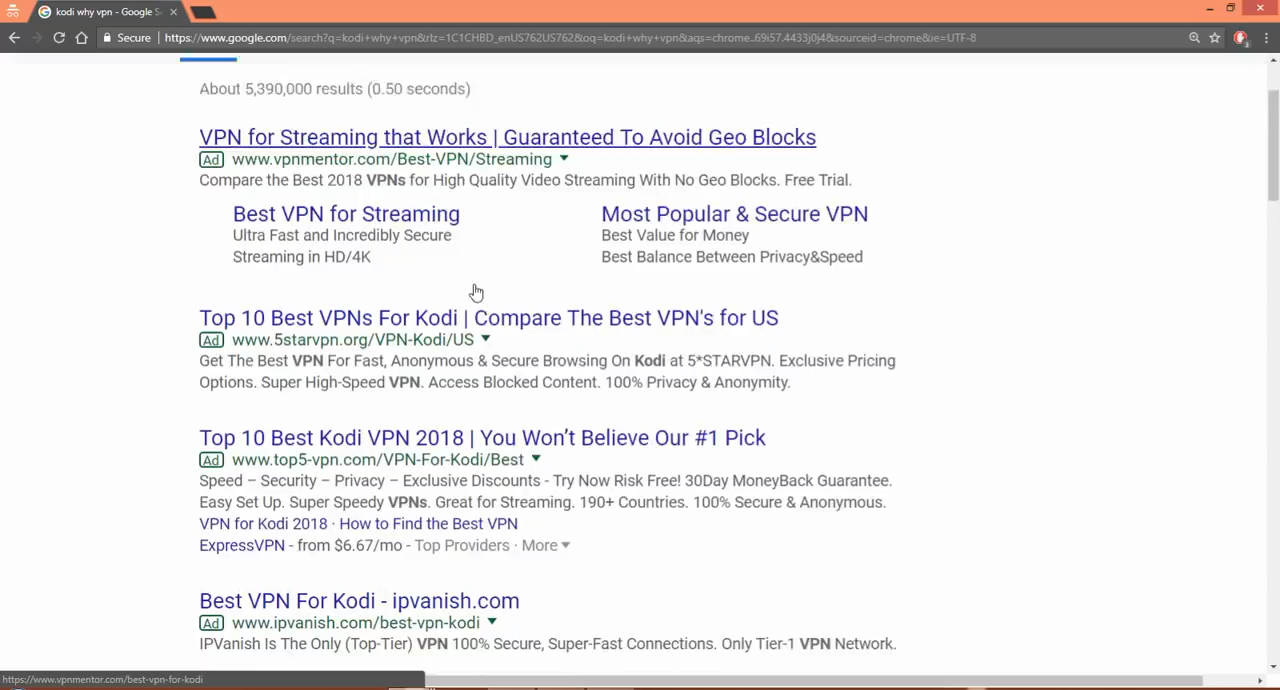 kodi why vpn - Google S
Secure https://www.google.com/search?q=kodi+why+vpn&rlz=1C1CHBD_enUS762US762&oq=kodi+why+vpn&aqs=chrome..69i57.4433j0j4&sourceid=chrome&ie=UTF-8
About 5,390,000 results (0.50 seconds)
VPN for Streaming that Works | Guaranteed To Avoid Geo Blocks
Ad www.vpnmentor.com/Best-VPN/Streaming
Compare the Best 2018 VPNs for High Quality Video Streaming With No Geo Blocks. Free Trial.
Best VPN for Streaming
Ultra Fast and Incredibly Secure
Streaming in HD/4K
Most Popular & Secure VPN
Best Value for Money
Best Balance Between Privacy&Speed
Top 10 Best VPNs For Kodi | Compare The Best VPN's for US
Ad www.5starvpn.org/VPN-Kodi/US
Get The Best VPN For Fast, Anonymous & Secure Browsing On Kodi at 5*STARVPN. Exclusive Pricing
Options. Super High-Speed VPN. Access Blocked Content. 100% Privacy & Anonymity.
Top 10 Best Kodi VPN 2018 | You Won't Believe Our #1 Pick
Ad www.top5-vpn.com/VPN-For-Kodi/Best
Speed – Security – Privacy – Exclusive Discounts - Try Now Risk Free! 30Day MoneyBack Guarantee.
Easy Set Up. Super Speedy VPNs. Great for Streaming. 190+ Countries. 100% Secure & Anonymous.
VPN for Kodi 2018 · How to Find the Best VPN
ExpressVPN - from $6.67/mo - Top Providers · More
Best VPN For Kodi - ipvanish.com
Ad www.ipvanish.com/best-vpn-kodi
IPVanish Is The Only (Top-Tier) VPN 100% Secure, Super-Fast Connections. Only Tier-1 VPN Network.
https://www.vpnmentor.com/best-vpn-for-kodi